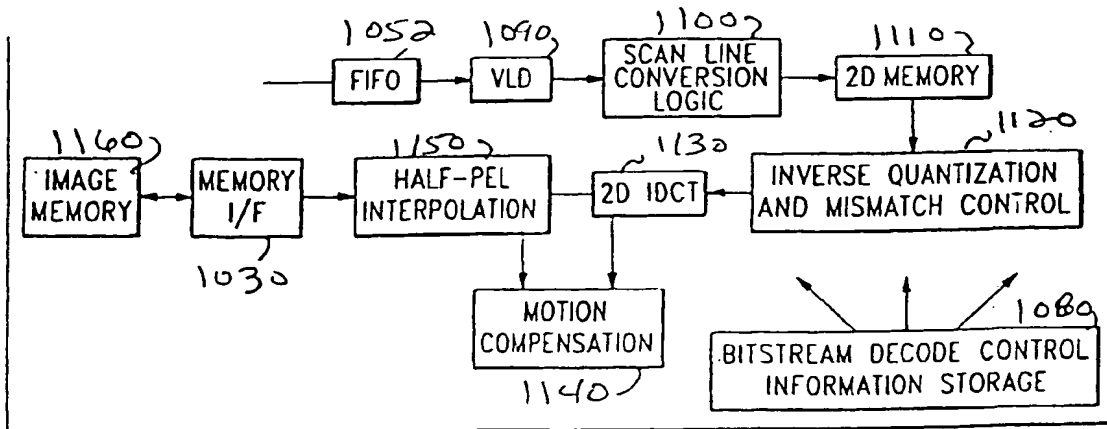 1052
1090
1100
1110
FIFO
VLD
SCAN LINE
CONVERSION
LOGIC
2D MEMORY
1160
1150
1130
1120
IMAGE
MEMORY
MEMORY
I/F
HALF-PEL
INTERPOLATION
2D IDCT
INVERSE QUANTIZATION
AND MISMATCH CONTROL
1030
MOTION
COMPENSATION
1140
1080
BITSTREAM DECODE CONTROL
INFORMATION STORAGE